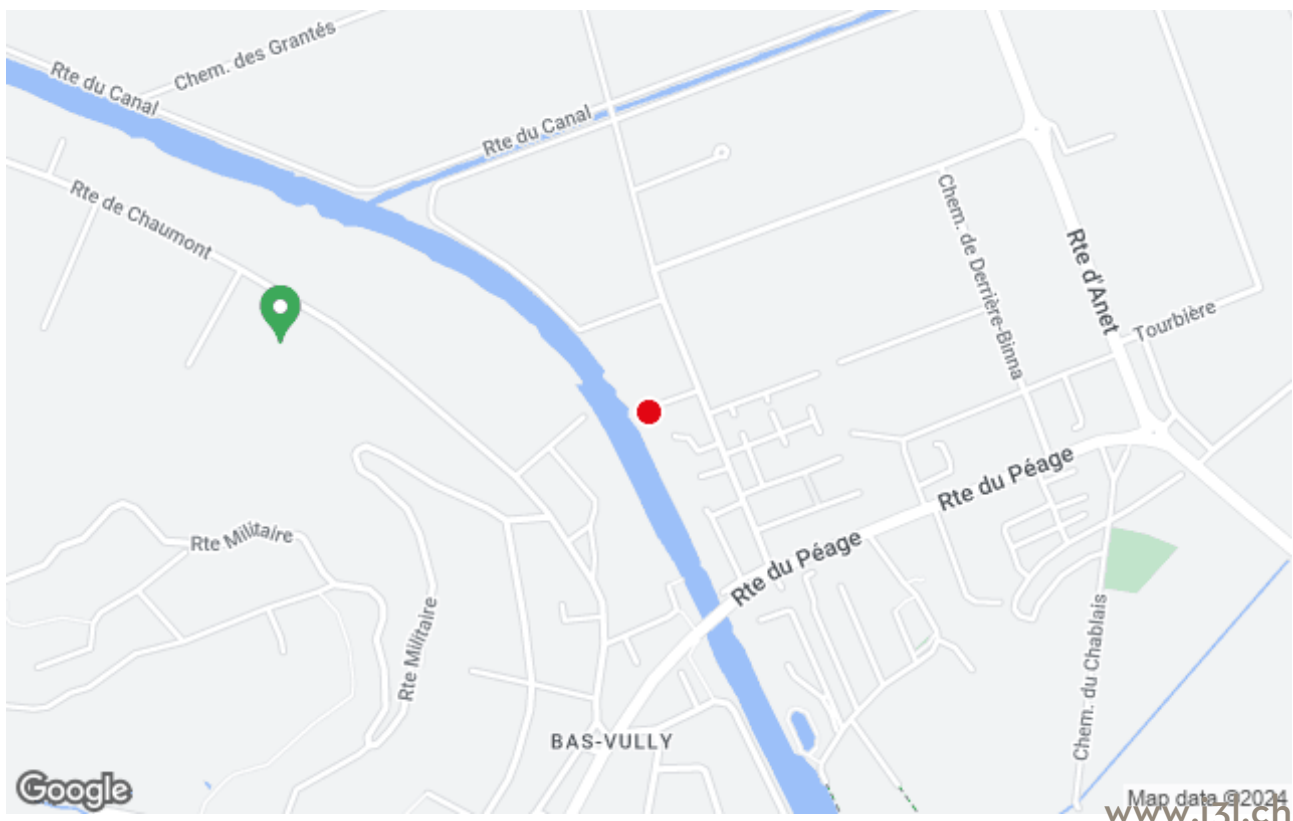 Chem. des Grantés
Rte du Canal
Rte du Canal
Rte de Chaumont
Chem. de Derrière-Binna
Rte d'Anet
Tourbière
Rte du Péage
Rte du Péage
Rte Militaire
Rte Militaire
Chem. du Chablais
BAS-VULLY
Google
Map data ©2024
www.i3i.ch